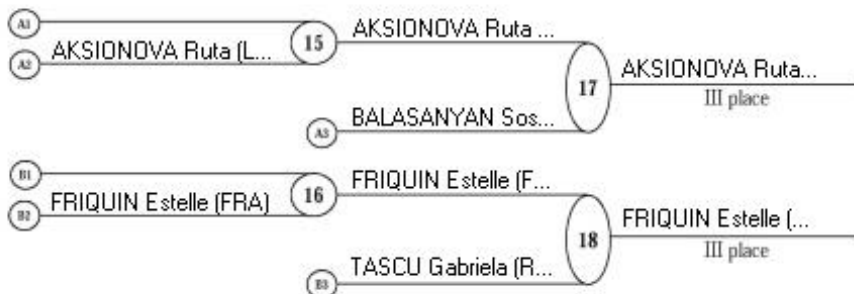 A1
AKSIONOVA Ruta ...
15
A2
AKSIONOVA Ruta (L...
AKSIONOVA Ruta...
17
III place
A3
BALASANYAN Sos...
B1
FRIQUIN Estelle (F...
16
B2
FRIQUIN Estelle (FRA)
FRIQUIN Estelle (...
18
III place
B3
TASCU Gabriela (R...